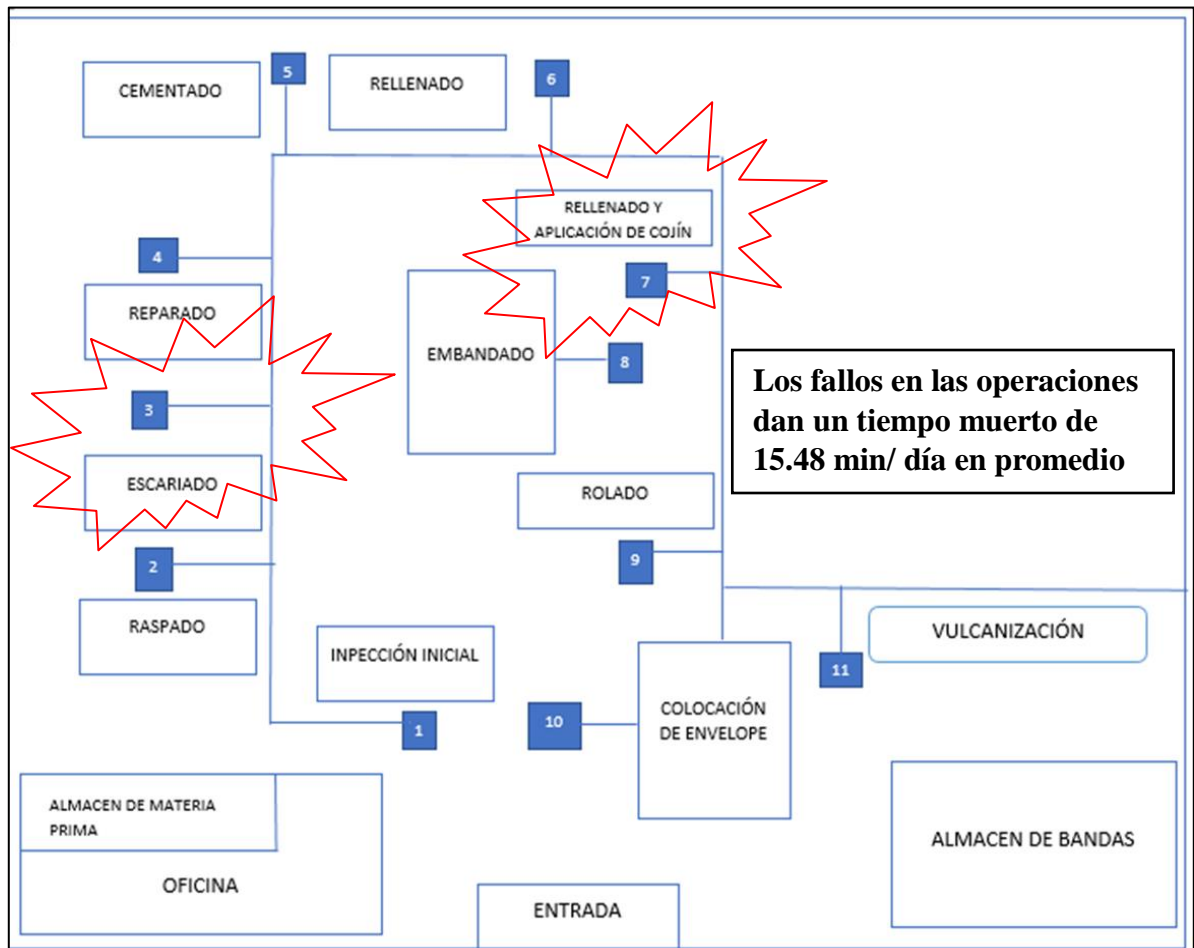 5
6
CEMENTADO
RELLENADO
RELLENADO Y
APLICACIÓN DE COJÍN
4
7
REPARADO
EMBANDADO
8
3
Los fallos en las operaciones
dan un tiempo muerto de
15.48 min/ día en promedio
ESCARIADO
ROLADO
2
9
RASPADO
INPECCIÓN INICIAL
VULCANIZACIÓN
11
1
10
COLOCACIÓN
DE ENVELOPE
ALMACEN DE MATERIA
PRIMA
OFICINA
ENTRADA
ALMACEN DE BANDAS